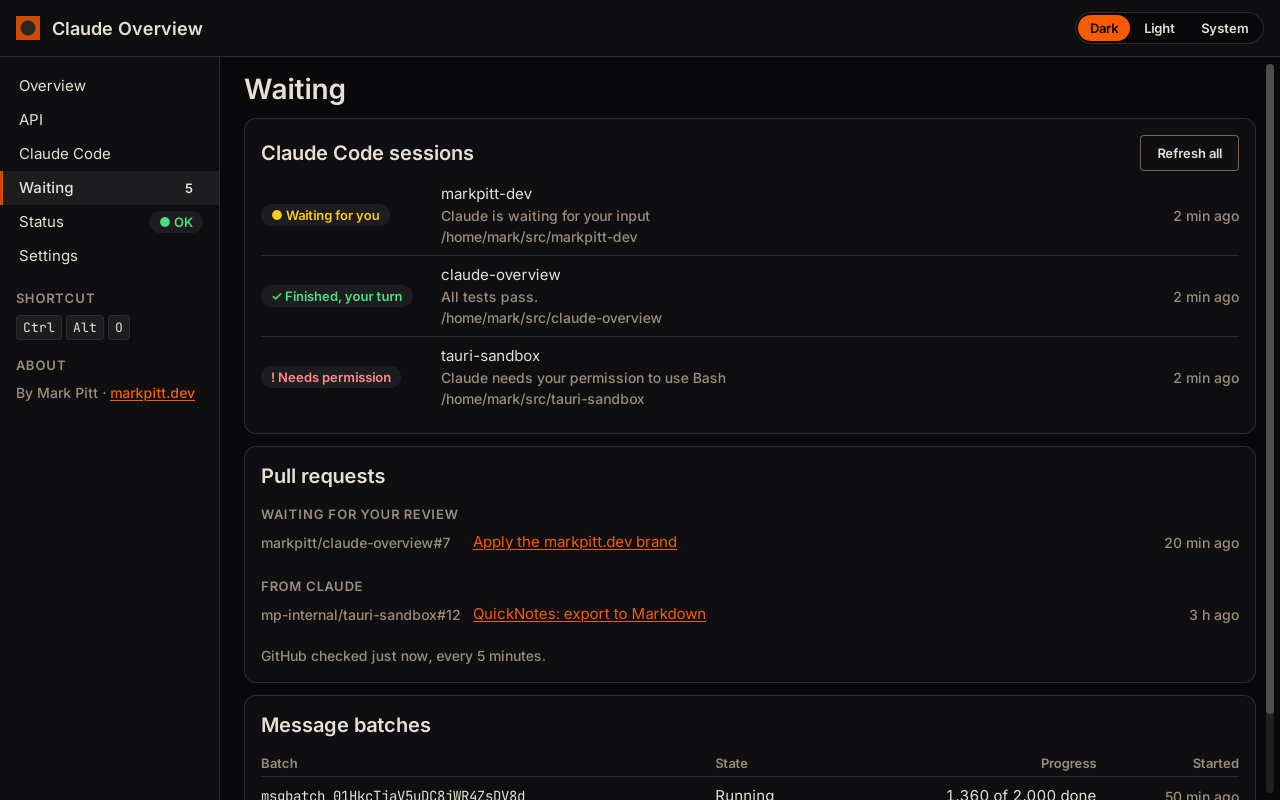 Claude Overview
Dark Light System
Overview
API
Claude Code
Waiting 5
Status OK
Settings
SHORTCUT
Ctrl Alt O
ABOUT
By Mark Pitt · markpitt.dev
Waiting
Claude Code sessions
Refresh all
Waiting for you
markpitt-dev
Claude is waiting for your input
/home/mark/src/markpitt-dev
2 min ago
✓ Finished, your turn
claude-overview
All tests pass.
/home/mark/src/claude-overview
2 min ago
! Needs permission
tauri-sandbox
Claude needs your permission to use Bash
/home/mark/src/tauri-sandbox
2 min ago
Pull requests
WAITING FOR YOUR REVIEW
markpitt/claude-overview#7 Apply the markpitt.dev brand 20 min ago
FROM CLAUDE
mp-internal/tauri-sandbox#12 QuickNotes: export to Markdown 3 h ago
GitHub checked just now, every 5 minutes.
Message batches
Batch State Progress Started
Running 1,360 of 2,000 done 50 min ago